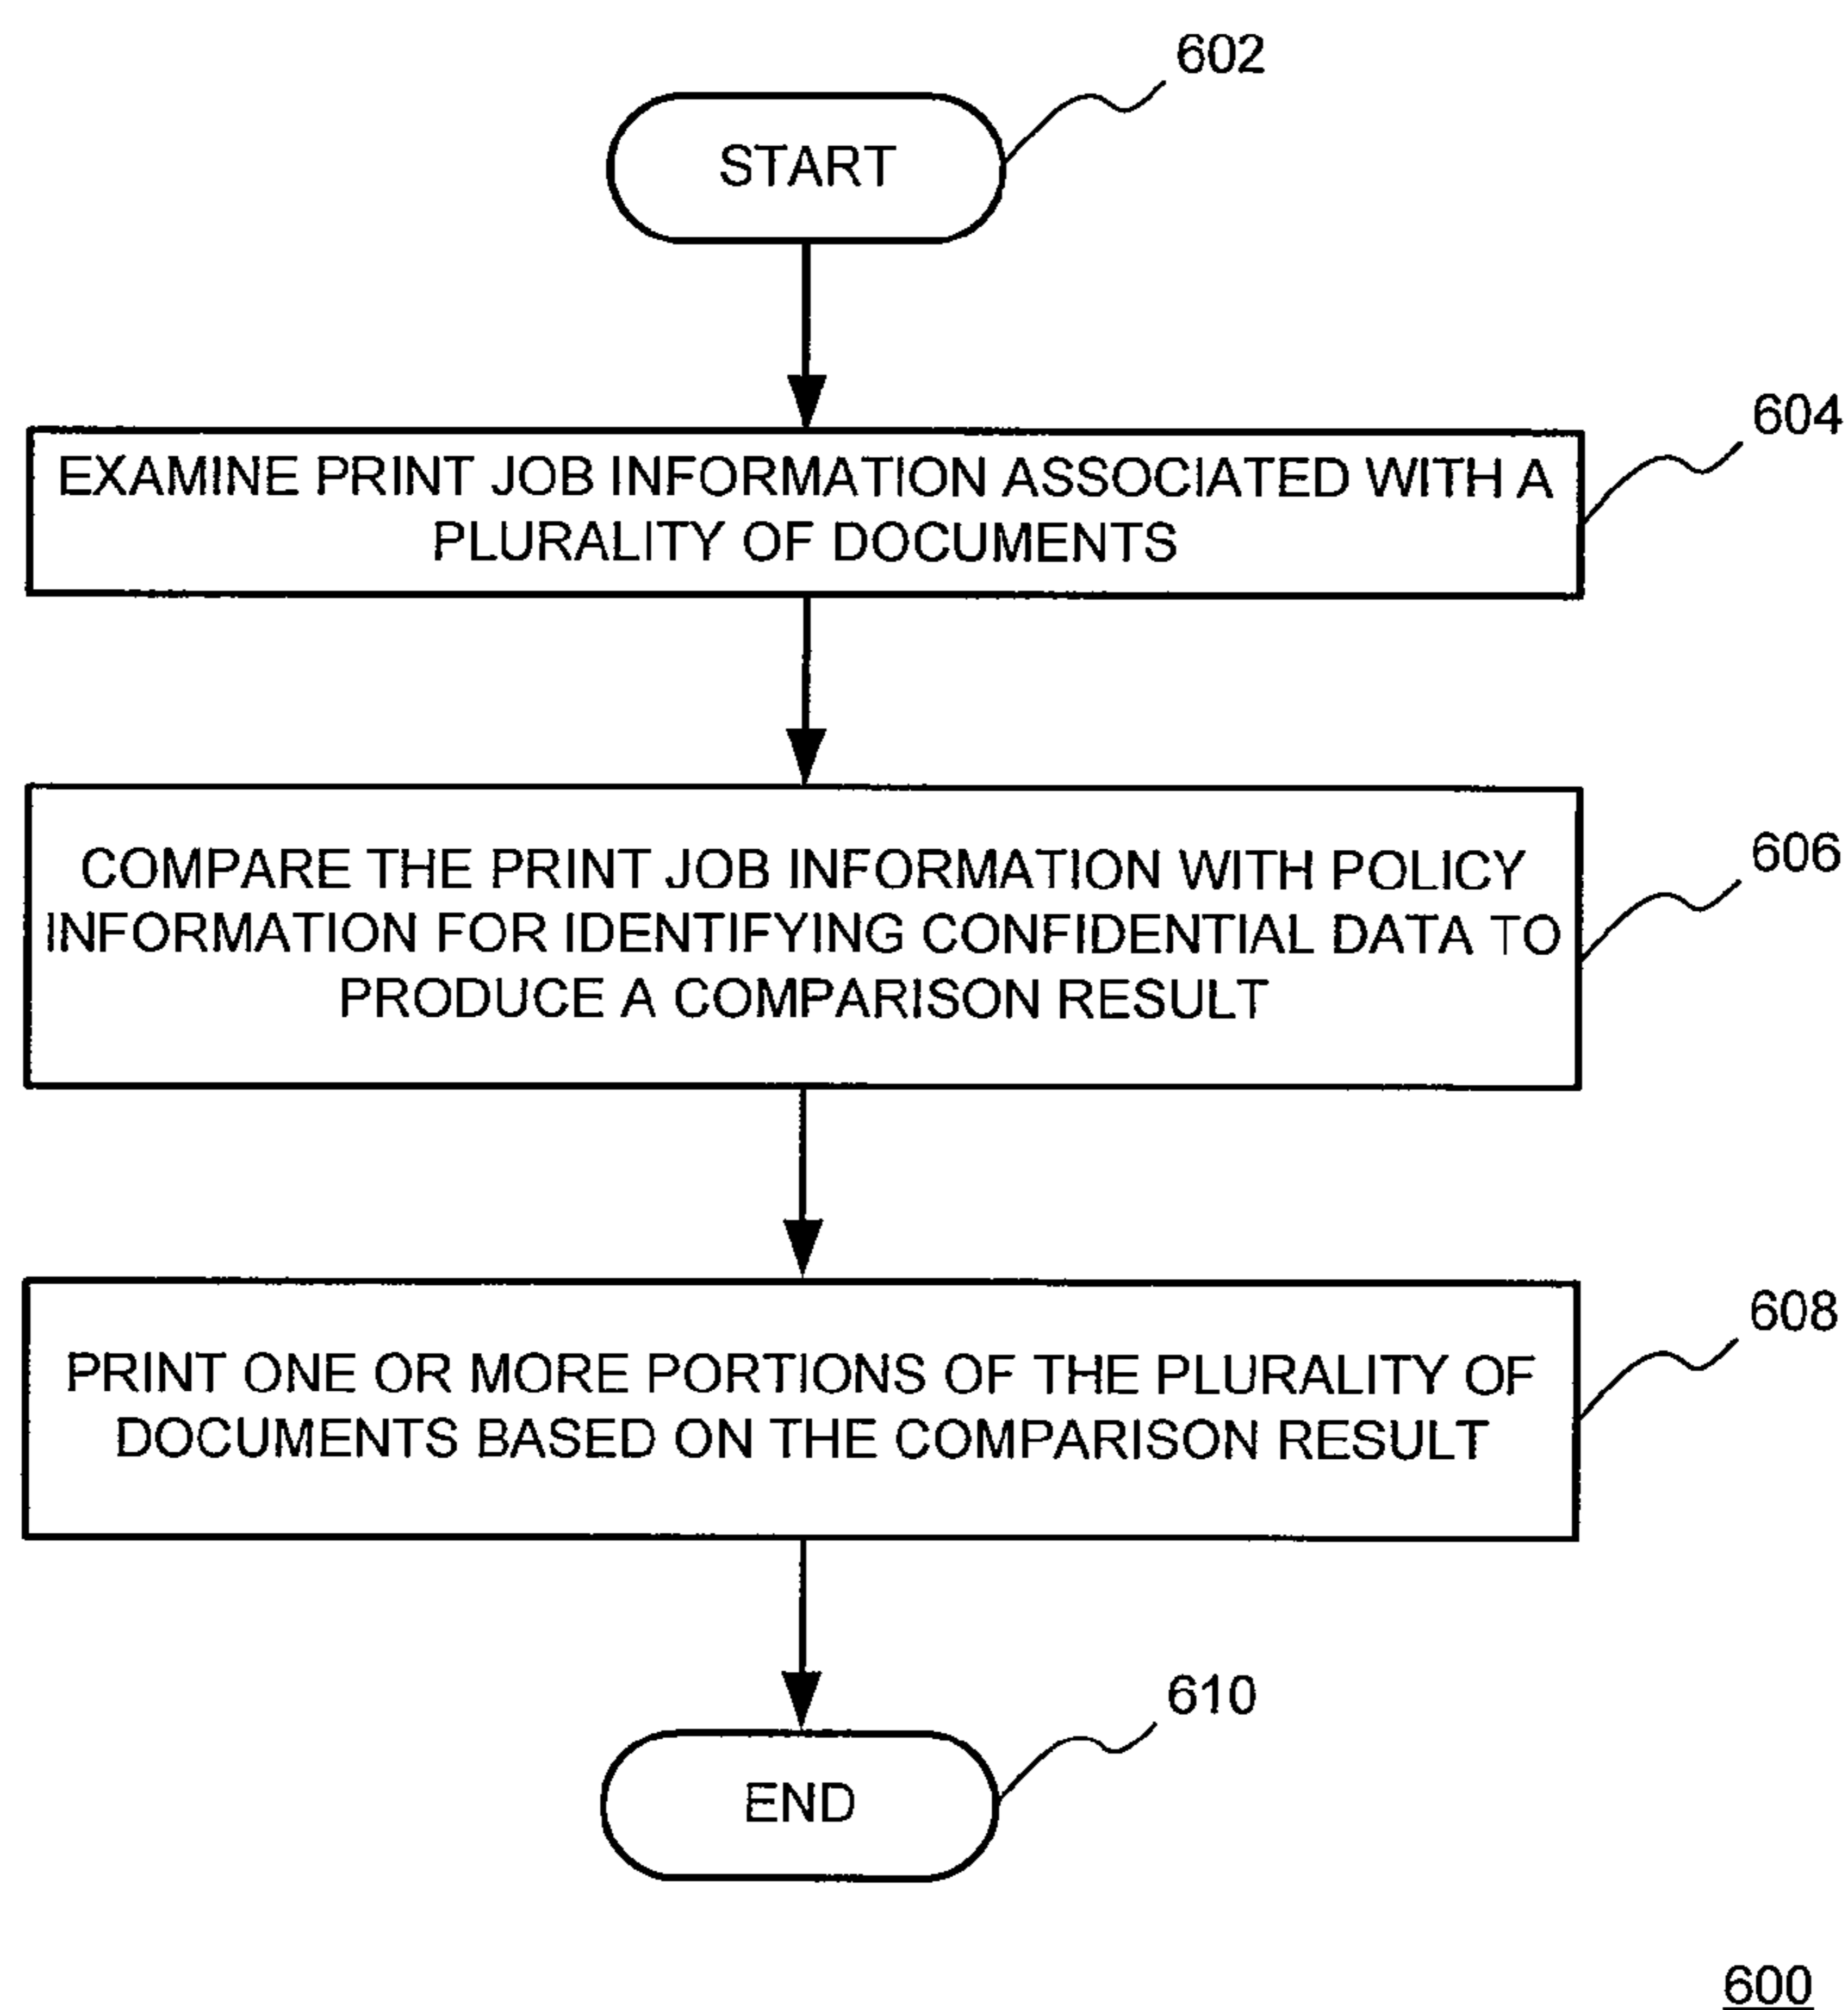 602
START
604
EXAMINE PRINT JOB INFORMATION ASSOCIATED WITH A
PLURALITY OF DOCUMENTS
606
COMPARE THE PRINT JOB INFORMATION WITH POLICY
INFORMATION FOR IDENTIFYING CONFIDENTIAL DATA TO
PRODUCE A COMPARISON RESULT
608
PRINT ONE OR MORE PORTIONS OF THE PLURALITY OF
DOCUMENTS BASED ON THE COMPARISON RESULT
610
END
600